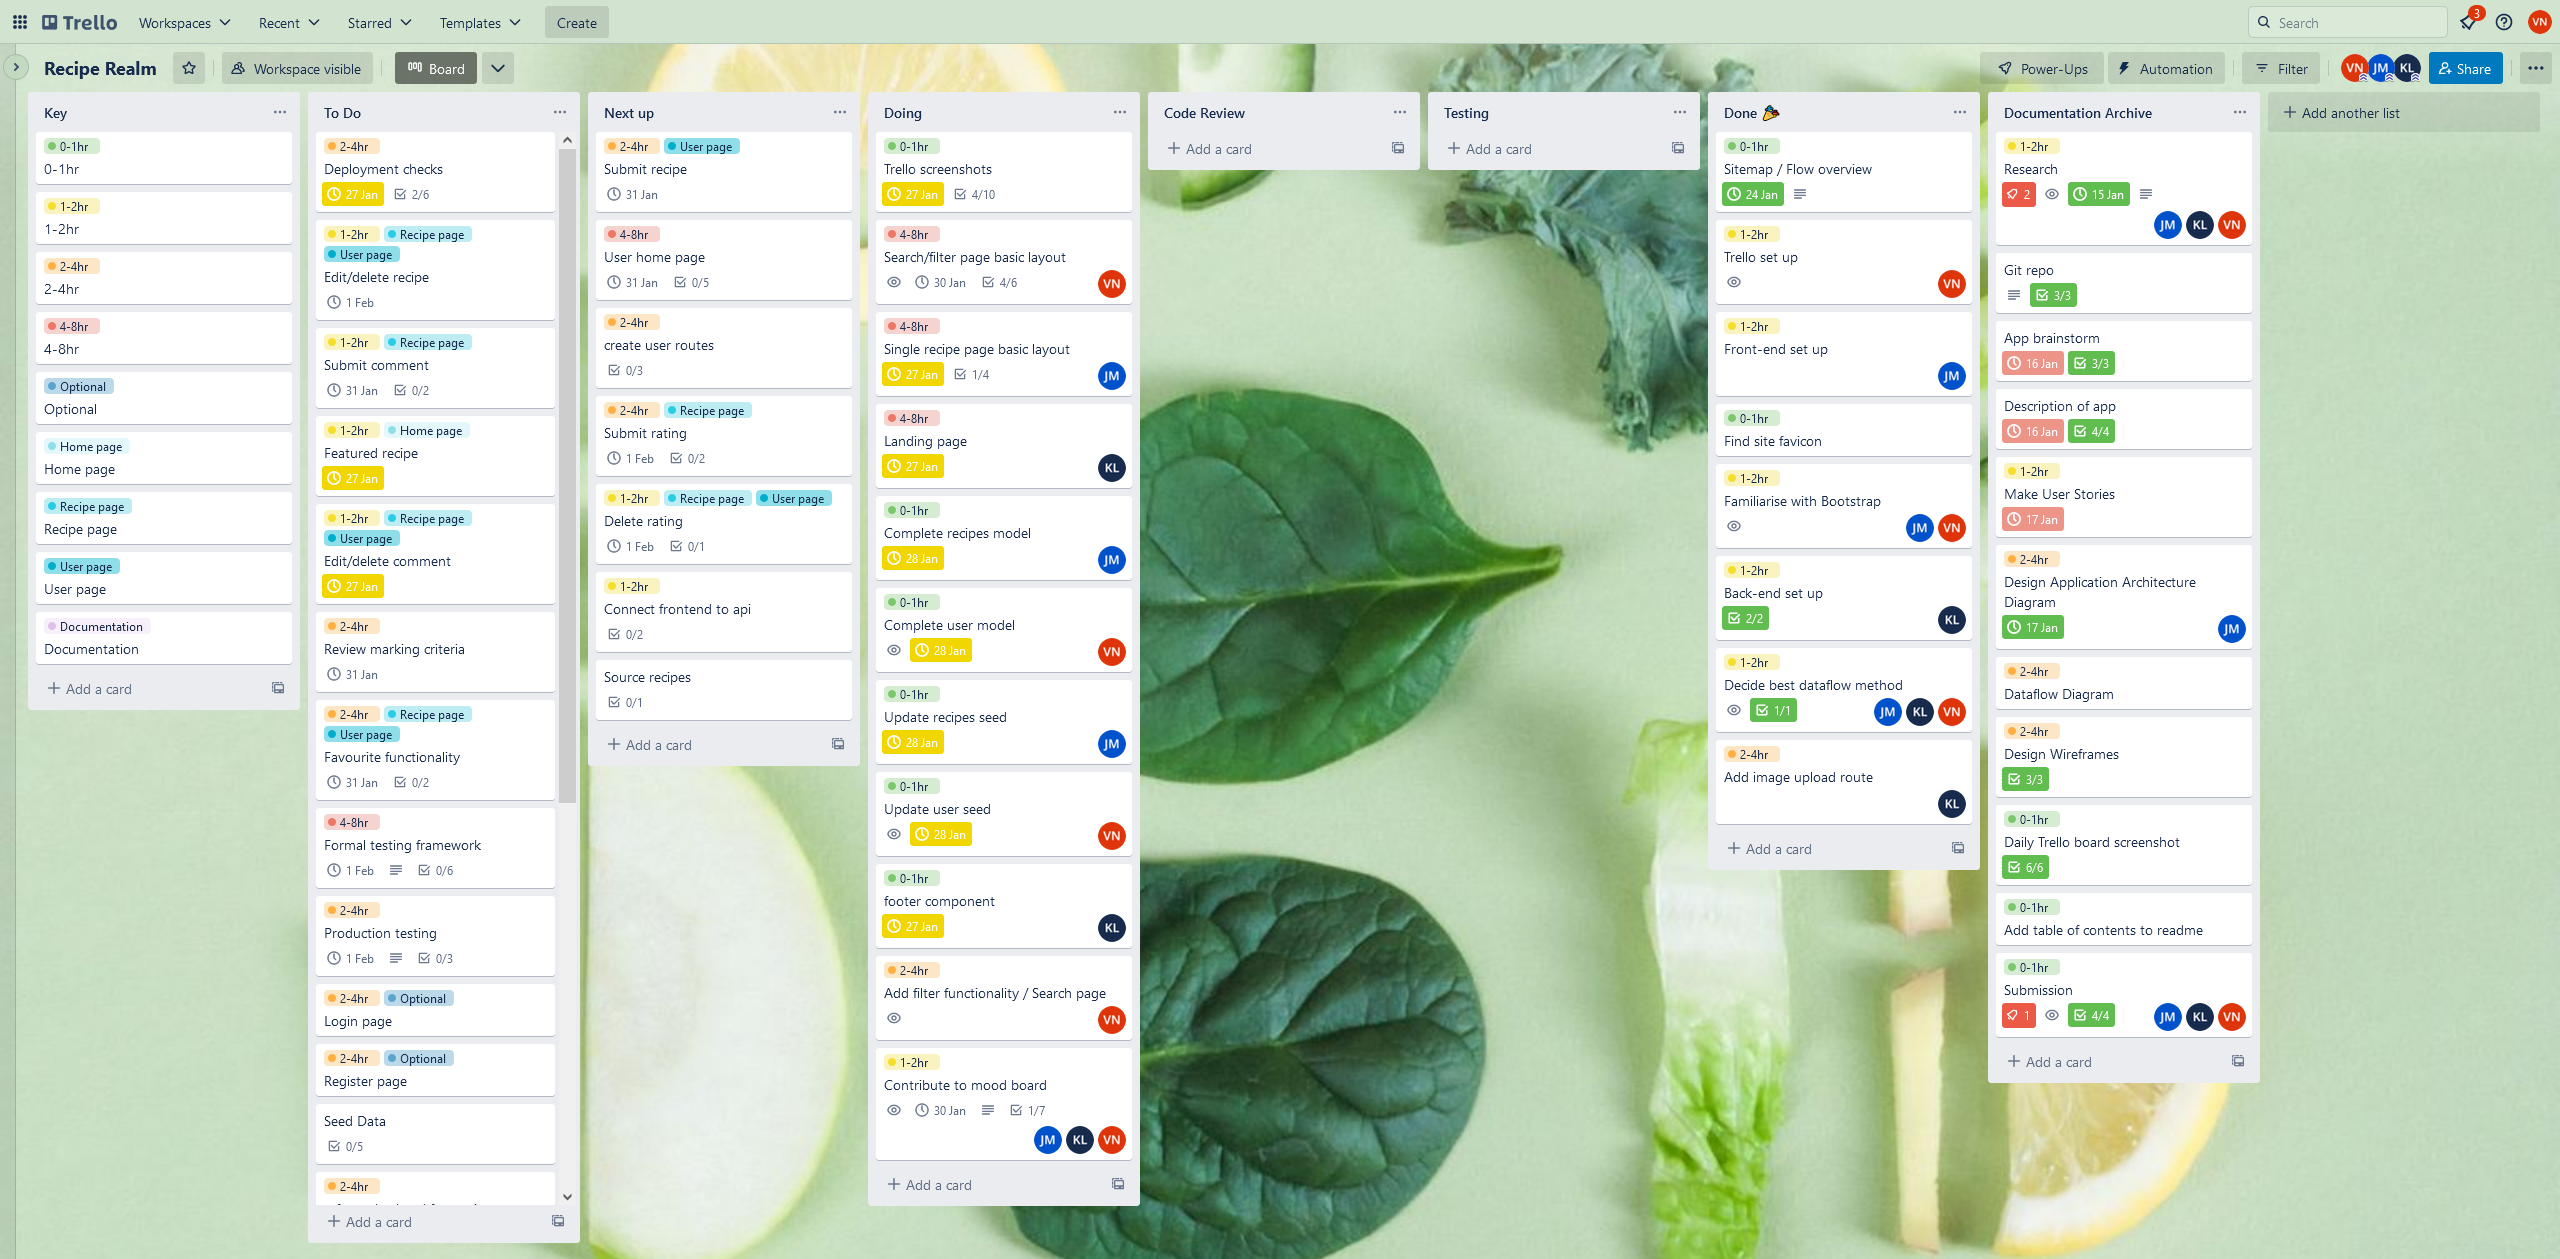 Trello
Workspaces
Recent
Starred
Templates
Create
Search
3
VN
Recipe Realm
Workspace visible
Board
Power-Ups
Automation
Filter
VN
JM
KL
Share
Key
0-1hr
0-1hr
1-2hr
1-2hr
2-4hr
2-4hr
4-8hr
4-8hr
Optional
Optional
Home page
Home page
Recipe page
Recipe page
User page
User page
Documentation
Documentation
Add a card
To Do
2-4hr
Deployment checks
27 Jan 2/6
1-2hr Recipe page
User page
Edit/delete recipe
1 Feb
1-2hr Recipe page
Submit comment
31 Jan 0/2
1-2hr Home page
Featured recipe
27 Jan
1-2hr Recipe page
User page
Edit/delete comment
27 Jan
2-4hr
Review marking criteria
31 Jan
2-4hr Recipe page
User page
Favourite functionality
31 Jan 0/2
4-8hr
Formal testing framework
1 Feb 0/6
2-4hr
Production testing
1 Feb 0/3
2-4hr Optional
Login page
2-4hr Optional
Register page
Seed Data
0/5
2-4hr
Add a card
Next up
2-4hr User page
Submit recipe
31 Jan
4-8hr
User home page
31 Jan 0/5
2-4hr
create user routes
0/3
2-4hr Recipe page
Submit rating
1 Feb 0/2
1-2hr Recipe page User page
Delete rating
1 Feb 0/1
1-2hr
Connect frontend to api
0/2
Source recipes
0/1
Add a card
Doing
0-1hr
Trello screenshots
27 Jan 4/10
4-8hr
Search/filter page basic layout
30 Jan 4/6 VN
4-8hr
Single recipe page basic layout
27 Jan 1/4 JM
4-8hr
Landing page
27 Jan KL
0-1hr
Complete recipes model
28 Jan JM
0-1hr
Complete user model
28 Jan VN
0-1hr
Update recipes seed
28 Jan JM
0-1hr
Update user seed
28 Jan VN
0-1hr
footer component
27 Jan KL
2-4hr
Add filter functionality / Search page
VN
1-2hr
Contribute to mood board
30 Jan 1/7
JM KL VN
Add a card
Code Review
Add a card
Testing
Add a card
Done 🎉
0-1hr
Sitemap / Flow overview
24 Jan
1-2hr
Trello set up
VN
1-2hr
Front-end set up
JM
0-1hr
Find site favicon
1-2hr
Familiarise with Bootstrap
JM VN
1-2hr
Back-end set up
2/2 KL
1-2hr
Decide best dataflow method
1/1 JM KL VN
2-4hr
Add image upload route
KL
Add a card
Documentation Archive
1-2hr
Research
2 15 Jan
JM KL VN
Git repo
3/3
App brainstorm
16 Jan 3/3
Description of app
16 Jan 4/4
1-2hr
Make User Stories
17 Jan
2-4hr
Design Application Architecture
Diagram
17 Jan JM
2-4hr
Dataflow Diagram
2-4hr
Design Wireframes
3/3
0-1hr
Daily Trello board screenshot
6/6
0-1hr
Add table of contents to readme
0-1hr
Submission
1 4/4 JM KL VN
Add a card
Add another list